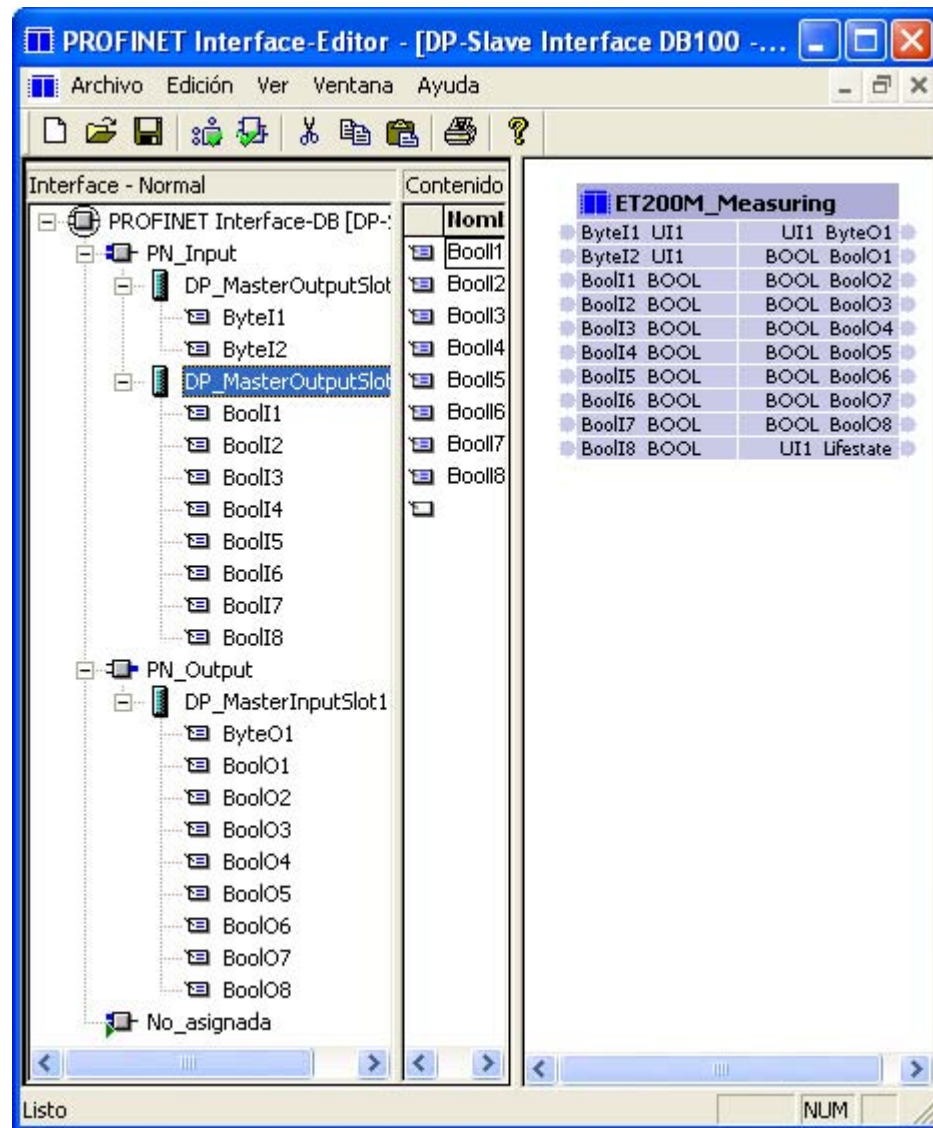 PROFINET Interface-Editor - [DP-Slave Interface DB100 -...
Archivo Edición Ver Ventana Ayuda
Interface - Normal
PROFINET Interface-DB [DP-
PN_Input
DP_MasterOutputSlot
ByteI1
ByteI2
DP_MasterOutputSlot
BoolI1
BoolI2
BoolI3
BoolI4
BoolI5
BoolI6
BoolI7
BoolI8
PN_Output
DP_MasterInputSlot1
ByteO1
BoolO1
BoolO2
BoolO3
BoolO4
BoolO5
BoolO6
BoolO7
BoolO8
No_asignada
Contenido
Noml
BoolI1
BoolI2
BoolI3
BoolI4
BoolI5
BoolI6
BoolI7
BoolI8
ET200M_Measuring
ByteI1 UI1 UI1 ByteO1
ByteI2 UI1 BOOL BoolO1
BoolI1 BOOL BOOL BoolO2
BoolI2 BOOL BOOL BoolO3
BoolI3 BOOL BOOL BoolO4
BoolI4 BOOL BOOL BoolO5
BoolI5 BOOL BOOL BoolO6
BoolI6 BOOL BOOL BoolO7
BoolI7 BOOL BOOL BoolO8
BoolI8 BOOL UI1 Lifestate
Listo NUM